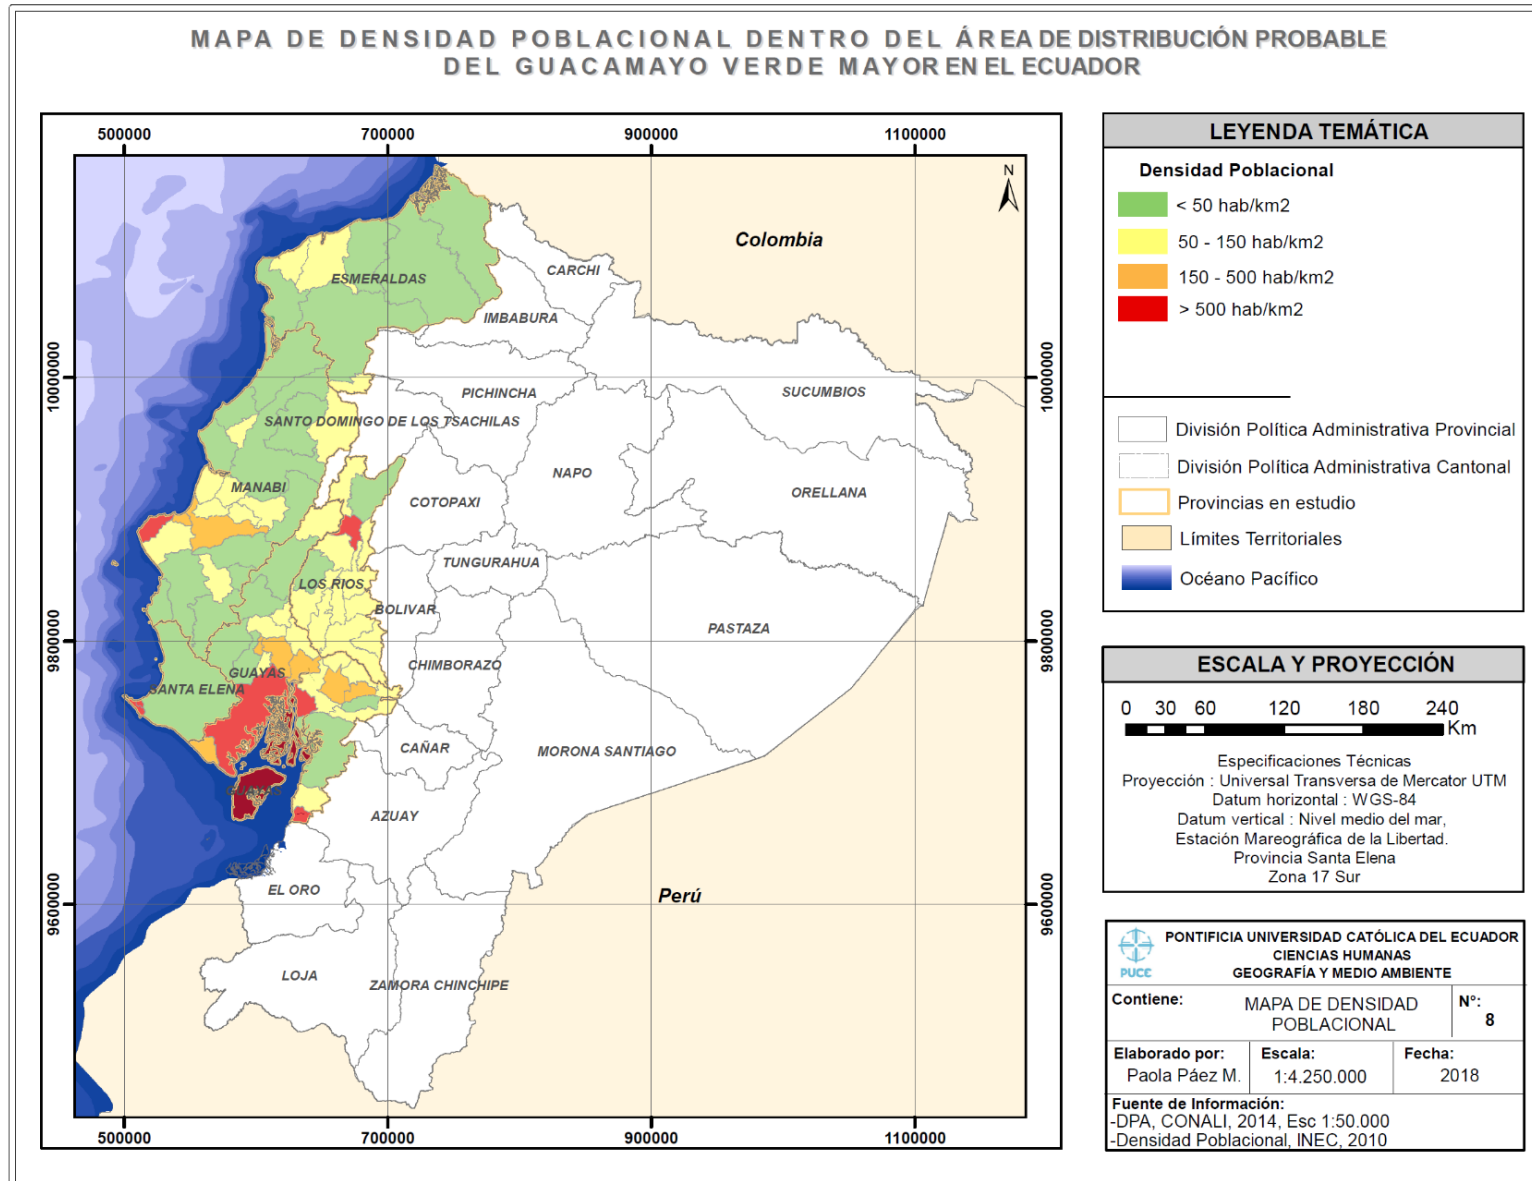 MAPA DE DENSIDAD POBLACIONAL DENTRO DEL ÁREA DE DISTRIBUCIÓN PROBABLE
DEL GUACAMAYO VERDE MAYOR EN EL ECUADOR
500000 700000 900000 1100000
N
Colombia
CARCHI
ESMERALDAS
IMBABURA
10000000
10000000
PICHINCHA
SUCUMBIOS
SANTO DOMINGO DE LOS TSACHILAS
NAPO
MANABI
ORELLANA
COTOPAXI
TUNGURAHUA
LOS RIOS
BOLIVAR
PASTAZA
9800000
9800000
CHIMBORAZO
GUAYAS
SANTA ELENA
CAÑAR
MORONA SANTIAGO
GUAYAS
AZUAY
EL ORO
Perú
9600000
9600000
LOJA
ZAMORA CHINCHIPE
500000 700000 900000 1100000
LEYENDA TEMÁTICA
Densidad Poblacional
< 50 hab/km2
50 - 150 hab/km2
150 - 500 hab/km2
> 500 hab/km2
División Política Administrativa Provincial
División Política Administrativa Cantonal
Provincias en estudio
Límites Territoriales
Océano Pacífico
ESCALA Y PROYECCIÓN
0 30 60 120 180 240
Km
Especificaciones Técnicas
Proyección : Universal Transversa de Mercator UTM
Datum horizontal : WGS-84
Datum vertical : Nivel medio del mar,
Estación Mareográfica de la Libertad.
Provincia Santa Elena
Zona 17 Sur
PUCE
PONTIFICIA UNIVERSIDAD CATÓLICA DEL ECUADOR
CIENCIAS HUMANAS
GEOGRAFÍA Y MEDIO AMBIENTE
Contiene:
MAPA DE DENSIDAD
POBLACIONAL
N°:
8
Elaborado por:
Paola Páez M.
Escala:
1:4.250.000
Fecha:
2018
Fuente de Información:
-DPA, CONALI, 2014, Esc 1:50.000
-Densidad Poblacional, INEC, 2010